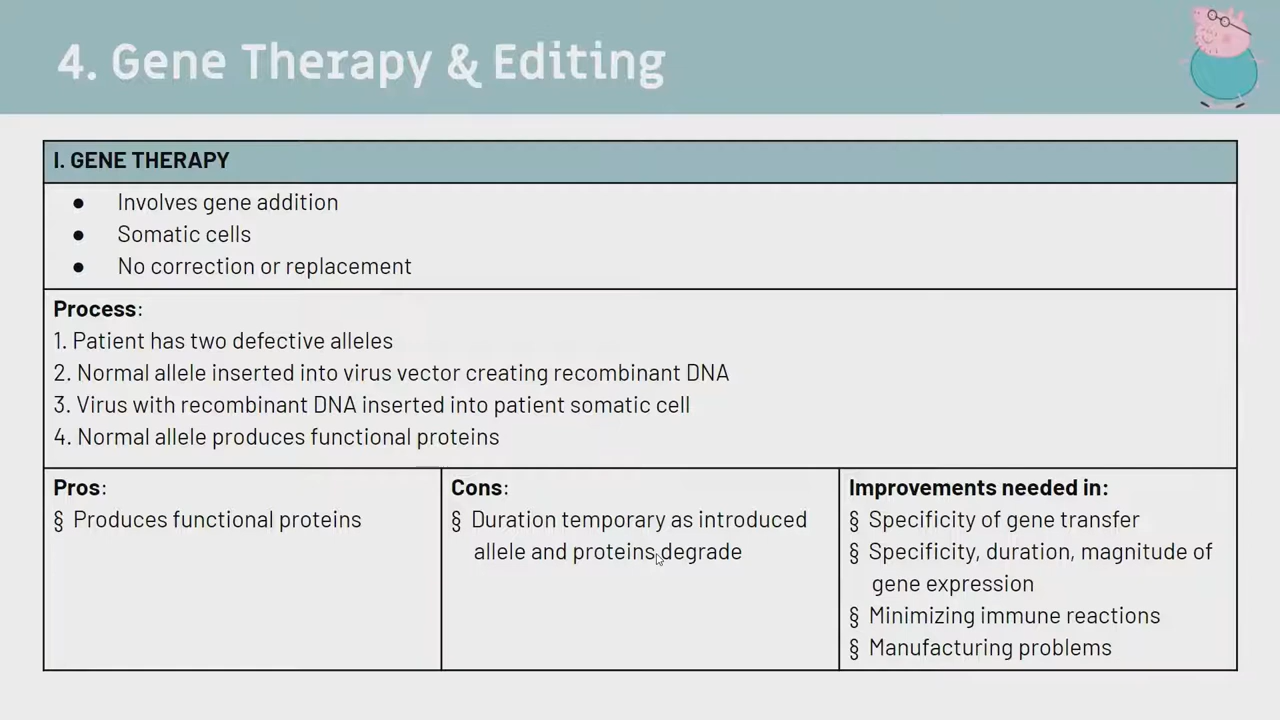 4. Gene Therapy & Editing
I. GENE THERAPY
● Involves gene addition
● Somatic cells
● No correction or replacement
Process:
1. Patient has two defective alleles
2. Normal allele inserted into virus vector creating recombinant DNA
3. Virus with recombinant DNA inserted into patient somatic cell
4. Normal allele produces functional proteins
Pros:
§ Produces functional proteins
Cons:
§ Duration temporary as introduced
allele and proteins degrade
Improvements needed in:
§ Specificity of gene transfer
§ Specificity, duration, magnitude of
gene expression
§ Minimizing immune reactions
§ Manufacturing problems